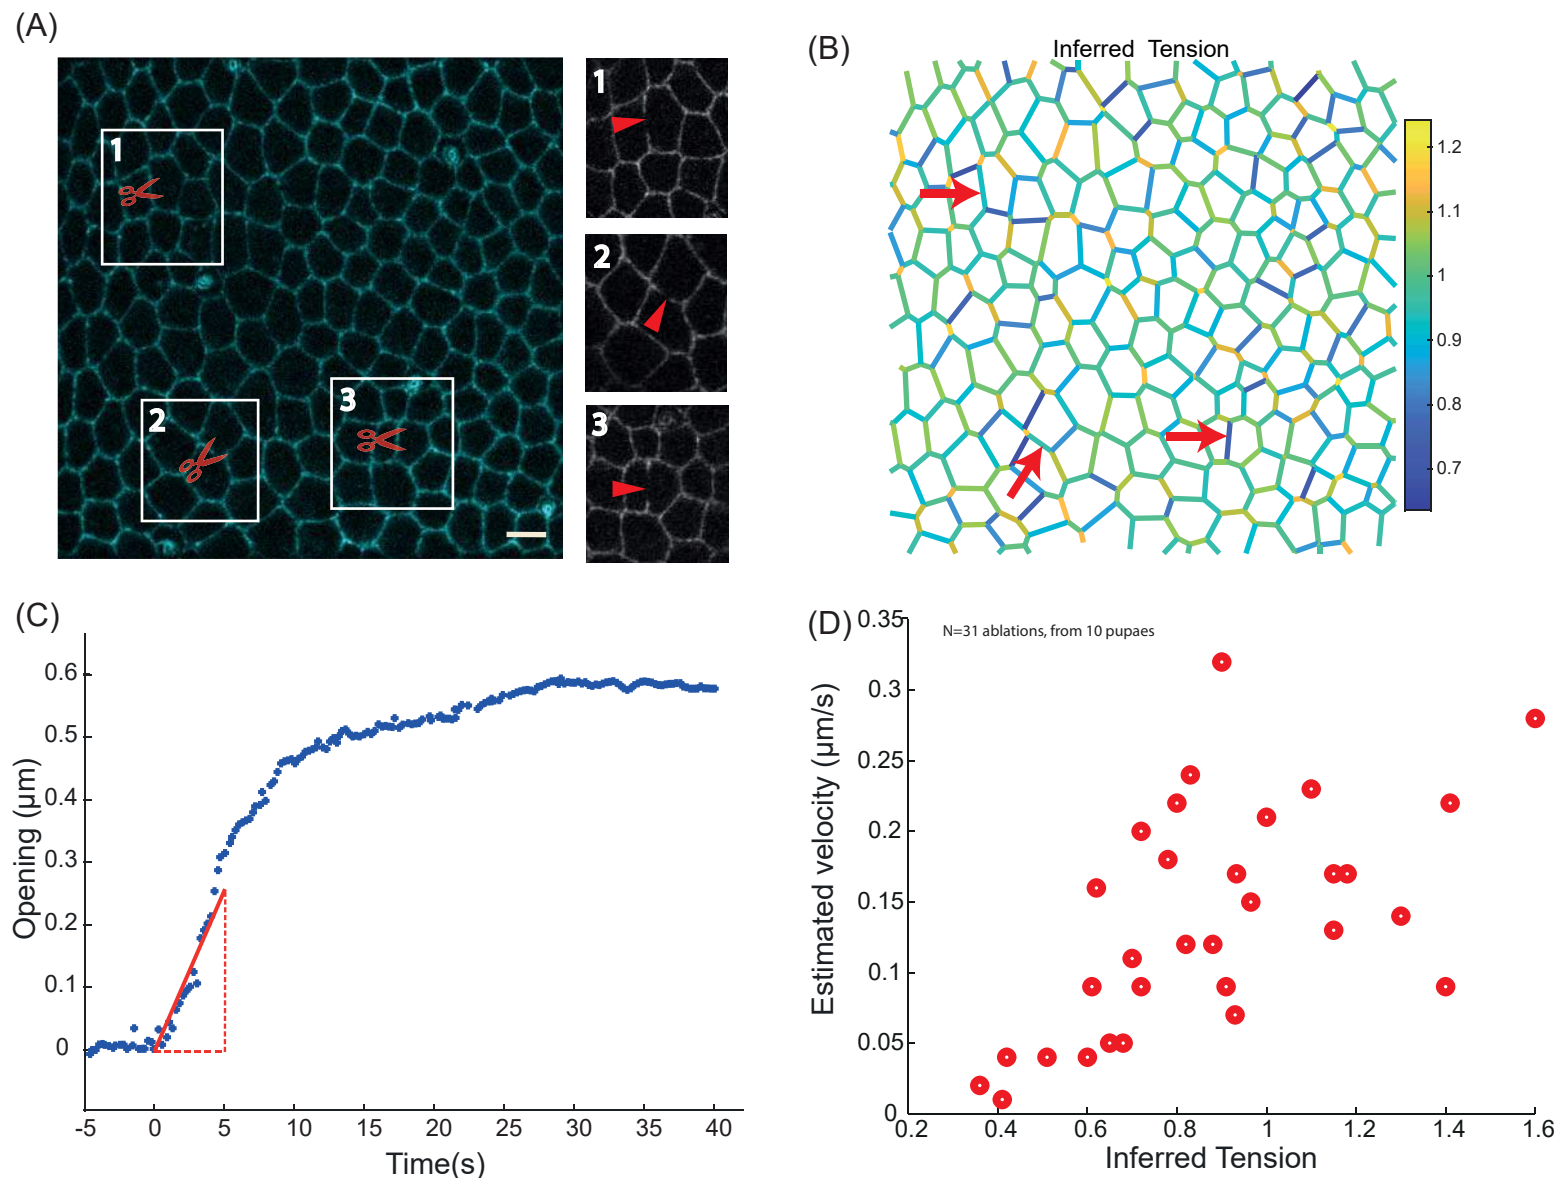 (A)
1
2
3
1
2
3
(B)
Inferred Tension
1.2
1.1
1
0.9
0.8
0.7
(C)
Opening (µm)
0.6
0.5
0.4
0.3
0.2
0.1
0
-5 0 5 10 15 20 25 30 35 40
Time(s)
(D)
N=31 ablations, from 10 pupaes
Estimated velocity (µm/s)
0.35
0.3
0.25
0.2
0.15
0.1
0.05
0
0.2 0.4 0.6 0.8 1 1.2 1.4 1.6
Inferred Tension